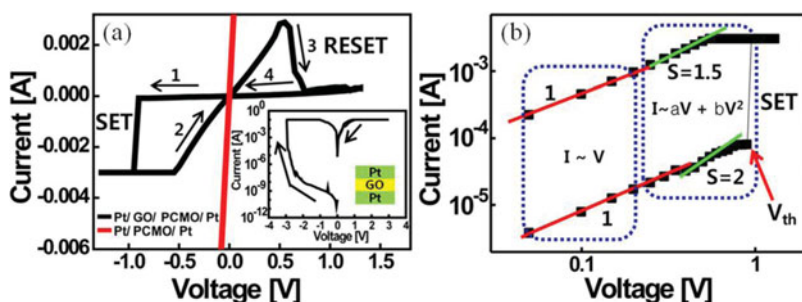 (a)
Current [A]
0.002
0.000
-0.002
-0.004
-0.006
-1.0 -0.5 0.0 0.5 1.0 1.5
Voltage [V]
SET
1
2
3 RESET
4
Pt/ GO/ PCMO/ Pt
Pt/ PCMO/ Pt
Current [A]
10^0
10^-3
10^-6
10^-9
10^-12
-4 -3 -2 -1 0 1 2 3 4
Voltage [V]
Pt
GO
Pt
(b)
Current [A]
10^-3
10^-4
10^-5
0.1 1
Voltage [V]
1
S=1.5
I ~ V
I~aV + bV²
SET
S=2
1
V_th